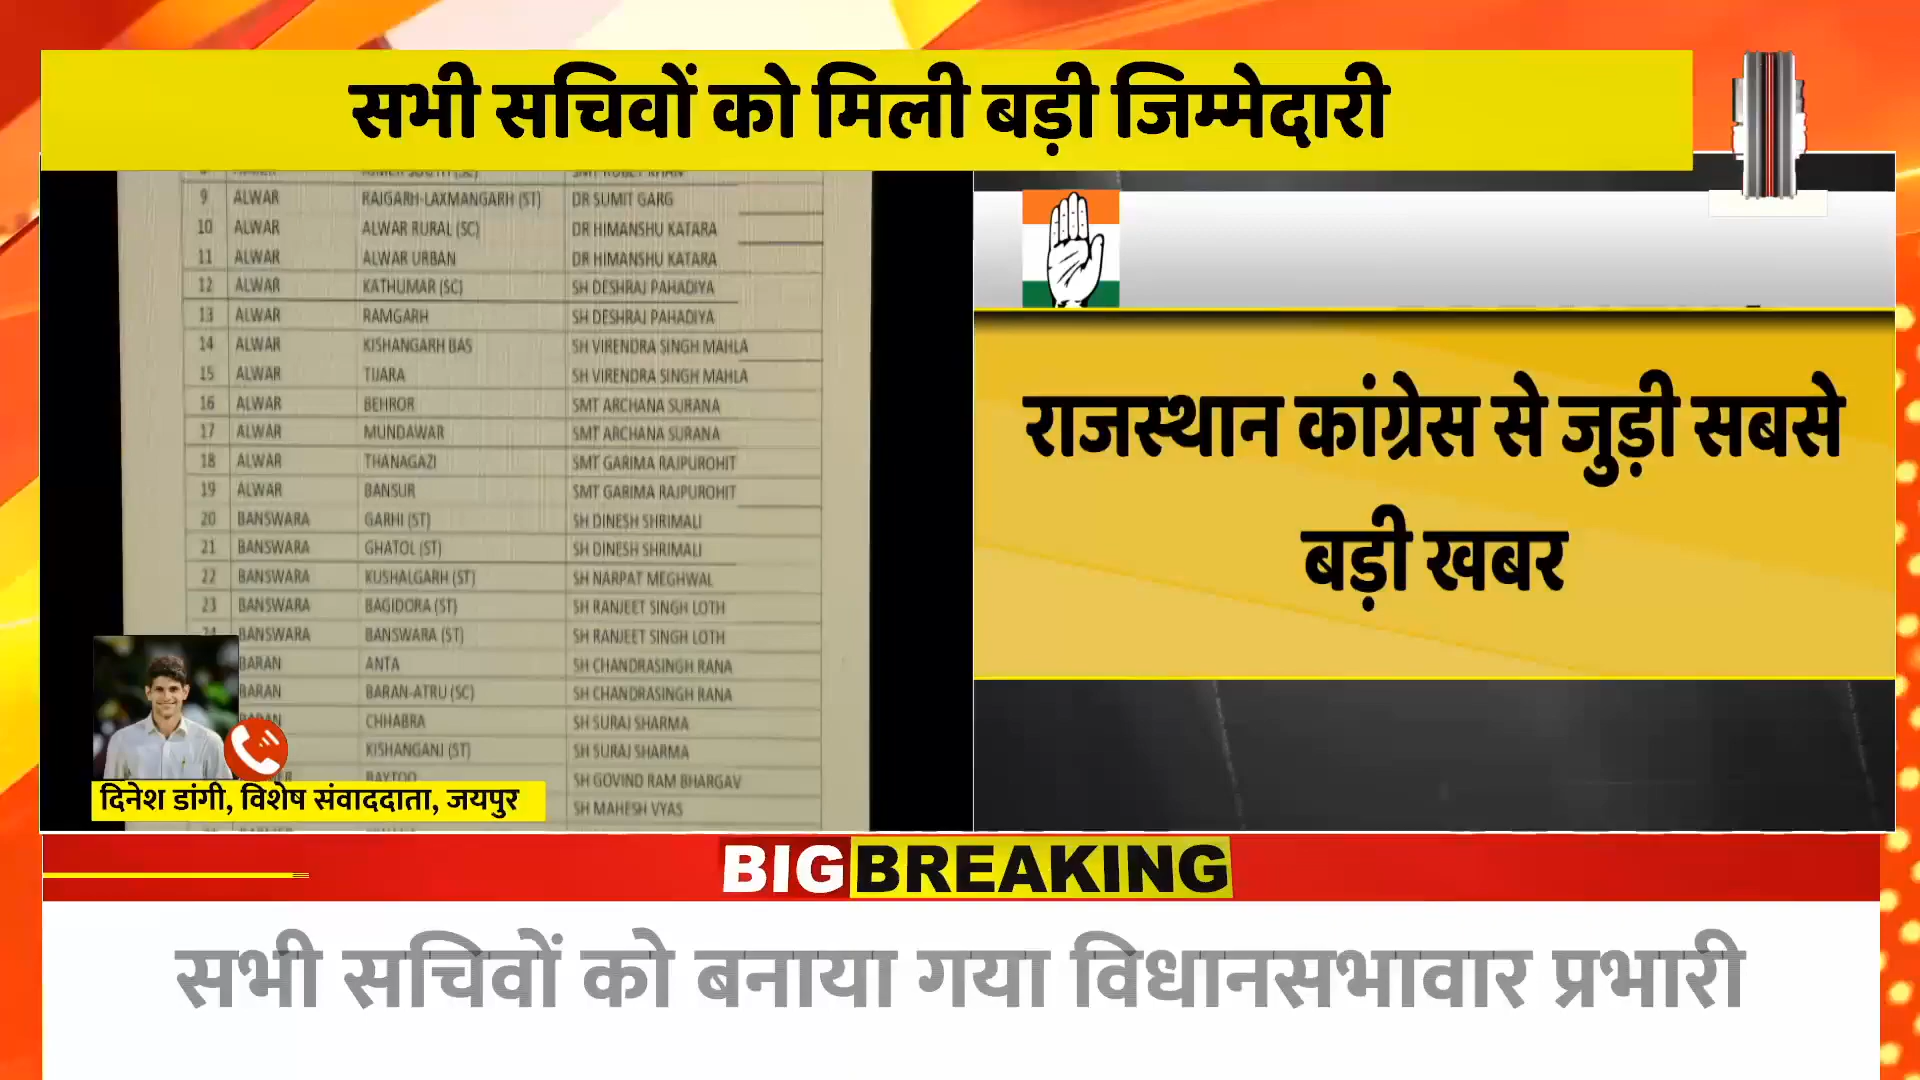 सभी सचिवों को मिली बड़ी जिम्मेदारी
9 ALWAR RAJGARH-LAXMANGARH (ST) DR SUMIT GARG
10 ALWAR ALWAR RURAL (SC) DR HIMANSHU KATARA
11 ALWAR ALWAR URBAN DR HIMANSHU KATARA
12 ALWAR KATHUMAR (SC) SH DESHRAJ PAHADIYA
13 ALWAR RAMGARH SH DESHRAJ PAHADIYA
14 ALWAR KISHANGARH BAS SH VIRENDRA SINGH MAHLA
15 ALWAR TIJARA SH VIRENDRA SINGH MAHLA
16 ALWAR BEHROR SMT ARCHANA SURANA
17 ALWAR MUNDAWAR SMT ARCHANA SURANA
18 ALWAR THANAGAZI SMT GARIMA RAJPUROHIT
19 ALWAR BANSUR SMT GARIMA RAJPUROHIT
20 BANSWARA GARHI (ST) SH DINESH SHRIMALI
21 BANSWARA GHATOL (ST) SH DINESH SHRIMALI
22 BANSWARA KUSHALGARH (ST) SH NARPAT MEGHWAL
23 BANSWARA BAGIDORA (ST) SH RANJEET SINGH LOTH
BANSWARA BANSWARA (ST) SH RANJEET SINGH LOTH
BARAN ANTA SH CHANDRASINGH RANA
BARAN BARAN-ATRU (SC) SH CHANDRASINGH RANA
BARAN CHHABRA SH SURAJ SHARMA
KISHANGANJ (ST) SH SURAJ SHARMA
BAYTOO SH GOVIND RAM BHARGAV
SH MAHESH VYAS
दिनेश डांगी, विशेष संवाददाता, जयपुर
राजस्थान कांग्रेस से जुड़ी सबसे
बड़ी खबर
BIG BREAKING
सभी सचिवों को बनाया गया विधानसभावार प्रभारी